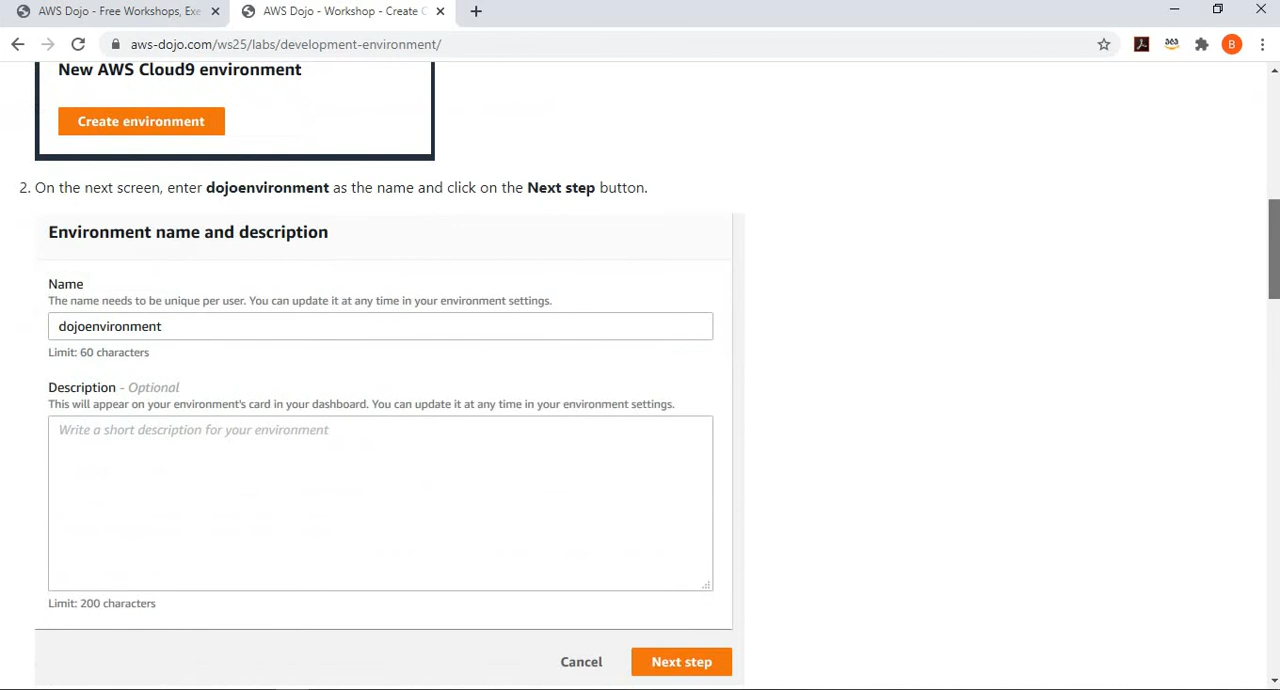 AWS Dojo - Free Workshops, Exe
AWS Dojo - Workshop - Create C
aws-dojo.com/ws25/labs/development-environment/
B
New AWS Cloud9 environment
Create environment
2. On the next screen, enter dojoenvironment as the name and click on the Next step button.
Environment name and description
Name
The name needs to be unique per user. You can update it at any time in your environment settings.
dojoenvironment
Limit: 60 characters
Description - Optional
This will appear on your environment's card in your dashboard. You can update it at any time in your environment settings.
Write a short description for your environment
Limit: 200 characters
Cancel
Next step